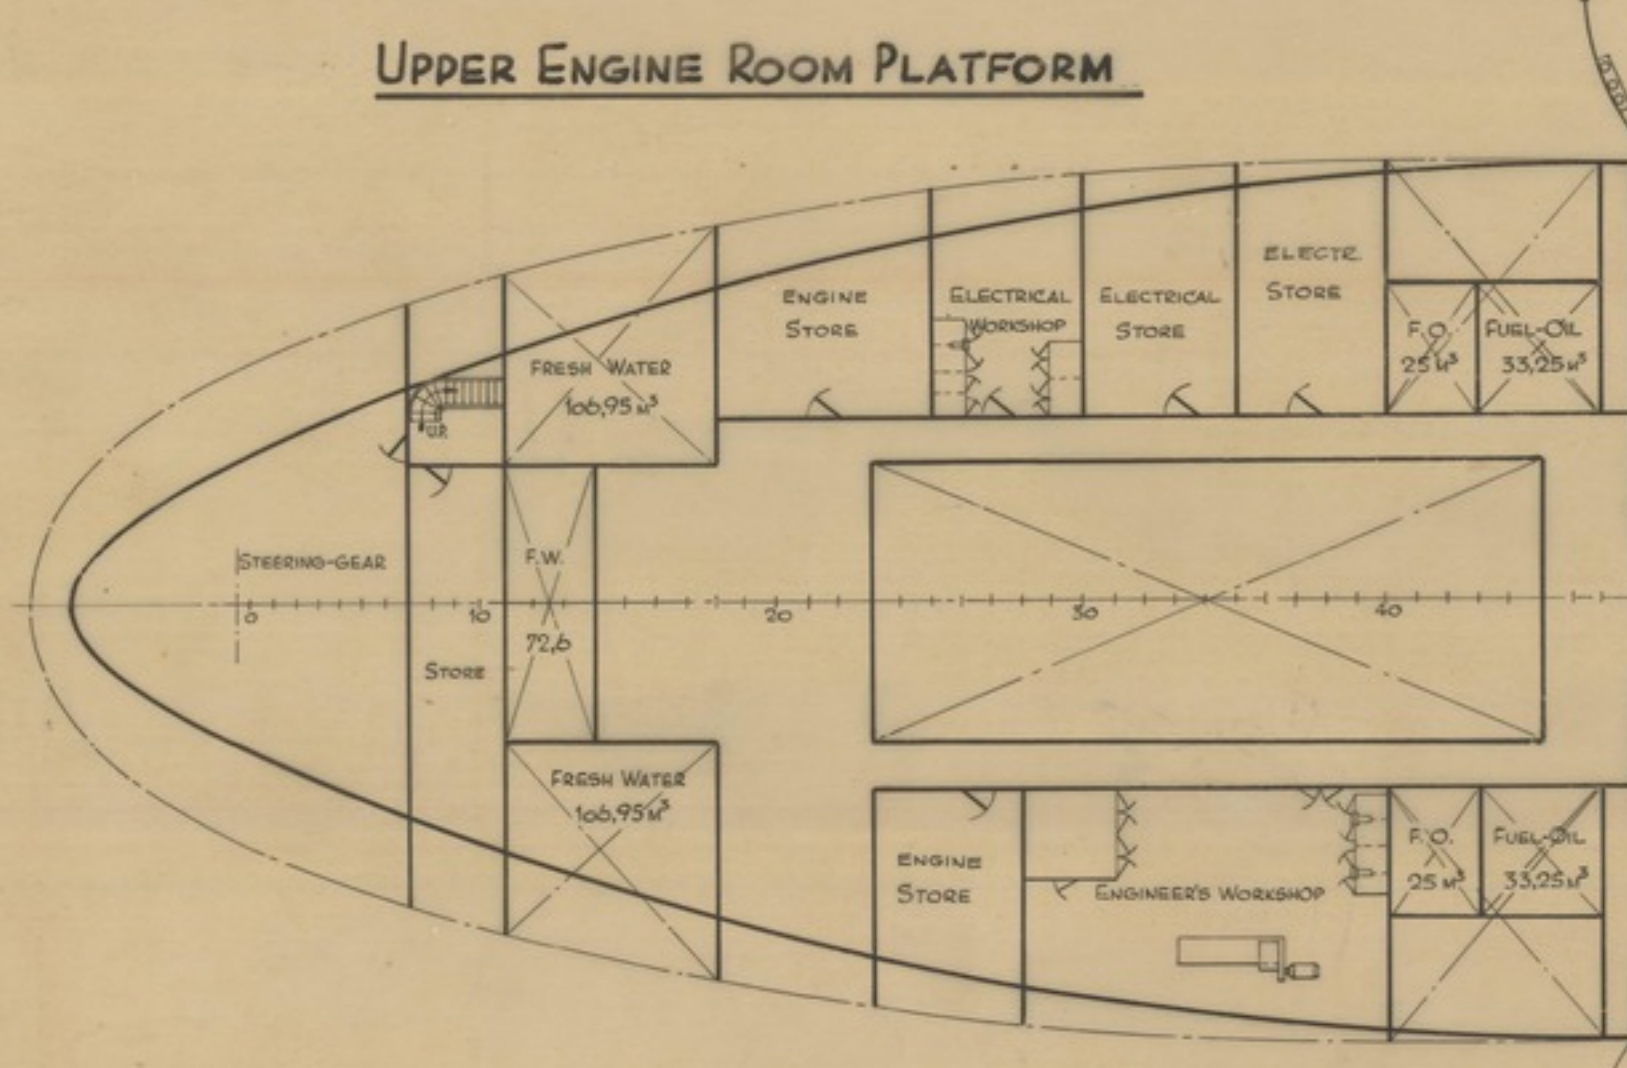 UPPER ENGINE ROOM PLATFORM
ELECTR.
STORE
ENGINE
STORE
ELECTRICAL
WORKSHOP
ELECTRICAL
STORE
F.O.
25 M³
FUEL-OIL
33,25 M³
FRESH WATER
106,95 M³
UP.
STEERING-GEAR
F.W.
0 10 20 30 40
72,6
STORE
FRESH WATER
106,95 M³
ENGINE
STORE
ENGINEER'S WORKSHOP
F.O.
25 M³
FUEL-OIL
33,25 M³